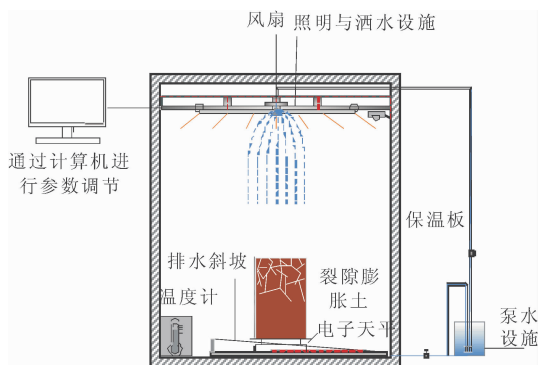 风扇
照明与洒水设施
通过计算机进
行参数调节
保温板
排水斜坡
裂隙膨
胀土
温度计
电子天平
泵水
设施